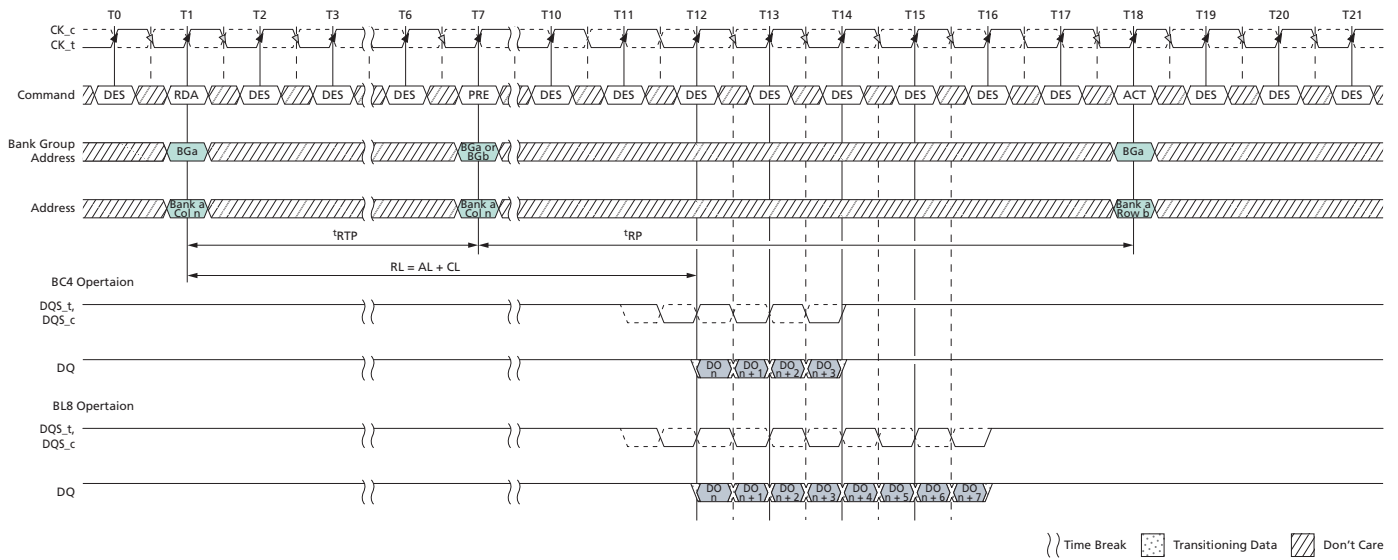 T0 T1 T2 T3 T6 T7 T10 T11 T12 T13 T14 T15 T16 T17 T18 T19 T20 T21
CK_c
CK_t
Command DES RDA DES DES DES PRE DES DES DES DES DES DES DES DES ACT DES DES DES
Bank Group
Address
BGa
BGa or
BGb
BGa
Address
Bank a
Col n
Bank a
Col n
Bank a
Row b
tRTP
tRP
RL = AL + CL
BC4 Opertaion
DQS_t,
DQS_c
DQ
DO
n
DO
n + 1
DO
n + 2
DO
n + 3
BL8 Opertaion
DQS_t,
DQS_c
DQ
DO
n
DO
n + 1
DO
n + 2
DO
n + 3
DO
n + 4
DO
n + 5
DO
n + 6
DO
n + 7
Time Break Transitioning Data Don't Care